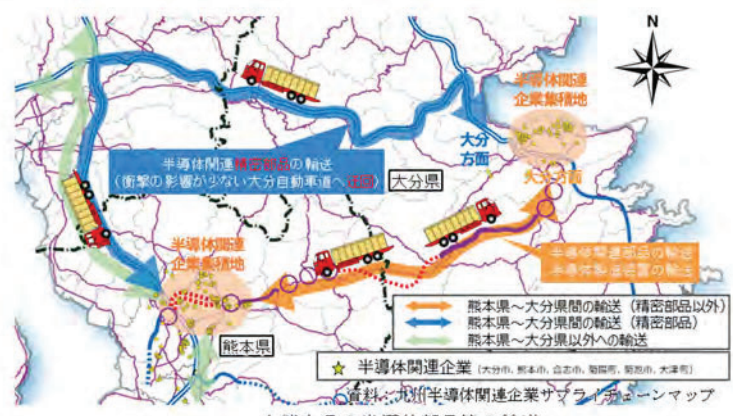 N
半導体関連
企業集積地
大分
方面
大分方面
半導体関連精密部品の輸送
(衝撃の影響が少ない大分自動車道へ迂回)
大分県
半導体関連
企業集積地
半導体関連部品の輸送
半導体製造装置の輸送
熊本県
熊本県~大分県間の輸送(精密部品以外)
熊本県~大分県間の輸送(精密部品)
熊本県~大分県以外への輸送
半導体関連企業(大分市、熊本市、合志市、菊陽町、菊池市、大津町)
資料:九州半導体関連企業サプライチェーンマップ